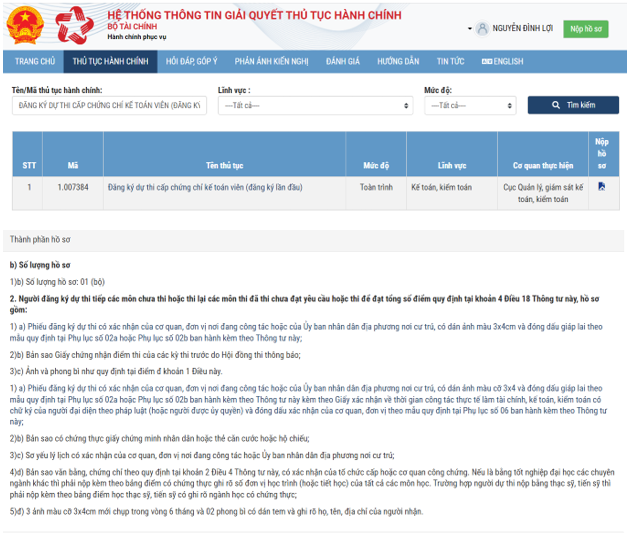 HỆ THỐNG THÔNG TIN GIẢI QUYẾT THỦ TỤC HÀNH CHÍNH
BỘ TÀI CHÍNH
Hành chính phục vụ
NGUYỄN ĐÌNH LỢI
Nộp hồ sơ
TRANG CHỦ THỦ TỤC HÀNH CHÍNH HỎI ĐÁP, GÓP Ý PHẢN ÁNH KIẾN NGHỊ ĐÁNH GIÁ HƯỚNG DẪN TIN TỨC ENGLISH
Tên/Mã thủ tục hành chính: Lĩnh vực : Mức độ:
ĐĂNG KÝ DỰ THI CẤP CHỨNG CHỈ KẾ TOÁN VIÊN (ĐĂNG KÝ ---Tất cả--- ---Tất cả--- Tìm kiếm
STT Mã Tên thủ tục Mức độ Lĩnh vực Cơ quan thực hiện Nộp hồ sơ
1 1.007384 Đăng ký dự thi cấp chứng chỉ kế toán viên (đăng ký lần đầu) Toàn trình Kế toán, kiểm toán Cục Quản lý, giám sát kế
toán, kiểm toán
Thành phần hồ sơ
b) Số lượng hồ sơ
1)b) Số lượng hồ sơ: 01 (bộ)
2. Người đăng ký dự thi tiếp các môn chưa thi hoặc thi lại các môn thi đã thi chưa đạt yêu cầu hoặc thi để đạt tổng số điểm quy định tại khoản 4 Điều 18 Thông tư này, hồ sơ
gồm:
1) a) Phiếu đăng ký dự thi có xác nhận của cơ quan, đơn vị nơi đang công tác hoặc của Ủy ban nhân dân địa phương nơi cư trú, có dán ảnh màu 3x4cm và đóng dấu giáp lai theo
mẫu quy định tại Phụ lục số 02a hoặc Phụ lục số 02b ban hành kèm theo Thông tư này;
2)b) Bản sao Giấy chứng nhận điểm thi của các kỳ thi trước do Hội đồng thi thông báo;
3)c) Ảnh và phong bì như quy định tại điểm đ khoản 1 Điều này.
1) a) Phiếu đăng ký dự thi có xác nhận của cơ quan, đơn vị nơi đang công tác hoặc của Ủy ban nhân dân địa phương nơi cư trú, có dán ảnh màu cỡ 3x4 và đóng dấu giáp lai theo
mẫu quy định tại Phụ lục số 02a hoặc Phụ lục số 02b ban hành kèm theo Thông tư này kèm theo Giấy xác nhận về thời gian công tác thực tế làm tài chính, kế toán, kiểm toán có
chữ ký của người đại diện theo pháp luật (hoặc người được ủy quyền) và đóng dấu xác nhận của cơ quan, đơn vị theo mẫu quy định tại Phụ lục số 06 ban hành kèm theo Thông tư
này;
2)b) Bản sao có chứng thực giấy chứng minh nhân dân hoặc thẻ căn cước hoặc hộ chiếu;
3)c) Sơ yếu lý lịch có xác nhận của cơ quan, đơn vị nơi đang công tác hoặc Ủy ban nhân dân địa phương nơi cư trú;
4)d) Bản sao văn bằng, chứng chỉ theo quy định tại khoản 2 Điều 4 Thông tư này, có xác nhận của tổ chức cấp hoặc cơ quan công chứng. Nếu là bằng tốt nghiệp đại học các chuyên
ngành khác thì phải nộp kèm theo bảng điểm có chứng thực ghi rõ số đơn vị học trình (hoặc tiết học) của tất cả các môn học. Trường hợp người dự thi nộp bằng thạc sỹ, tiến sỹ thì
phải nộp kèm theo bảng điểm học thạc sỹ, tiến sỹ có ghi rõ ngành học có chứng thực;
5)đ) 3 ảnh màu cỡ 3x4cm mới chụp trong vòng 6 tháng và 02 phong bì có dán tem và ghi rõ họ, tên, địa chỉ của người nhận.